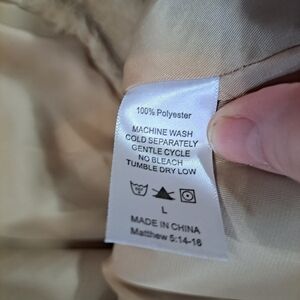 100% Polyester
MACHINE WASH
COLD SEPARATELY
GENTLE CYCLE
NO BLEACH
TUMBLE DRY LOW
L
MADE IN CHINA
Matthew 5:14-16